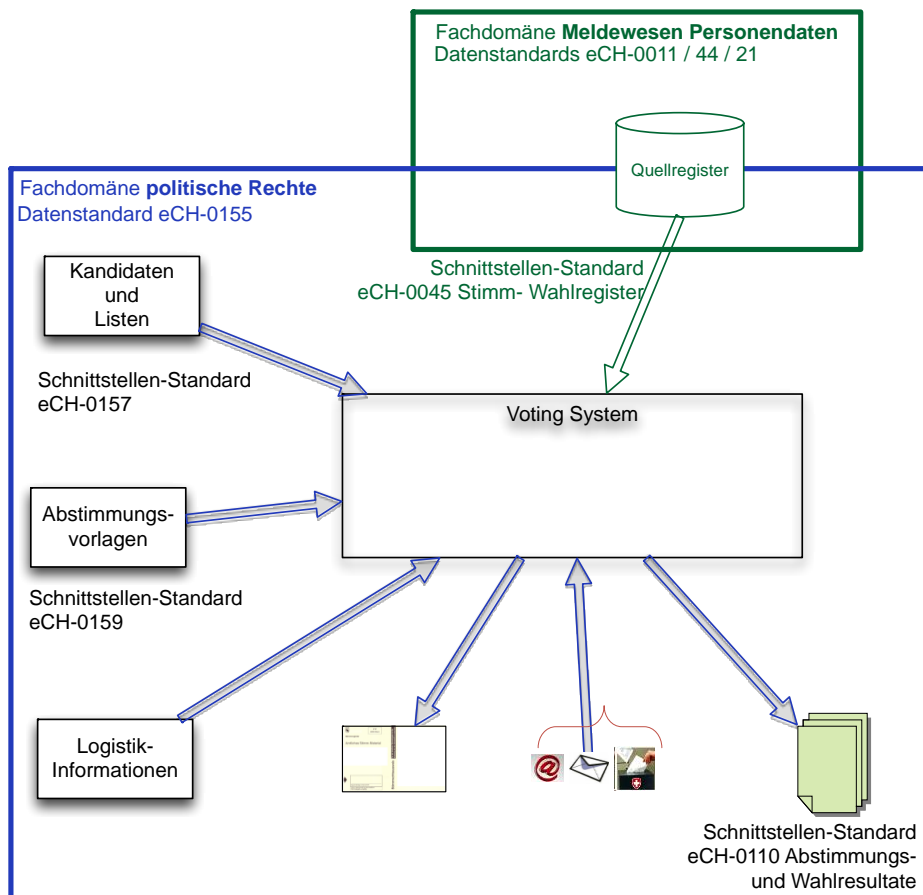 Fachdomäne Meldewesen Personendaten
Datenstandards eCH-0011 / 44 / 21
Quellregister
Fachdomäne politische Rechte
Datenstandard eCH-0155
Kandidaten
und
Listen
Schnittstellen-Standard
eCH-0045 Stimm- Wahlregister
Schnittstellen-Standard
eCH-0157
Voting System
Abstimmungs-
vorlagen
Schnittstellen-Standard
eCH-0159
Logistik-
Informationen
@
Schnittstellen-Standard
eCH-0110 Abstimmungs-
und Wahlresultate